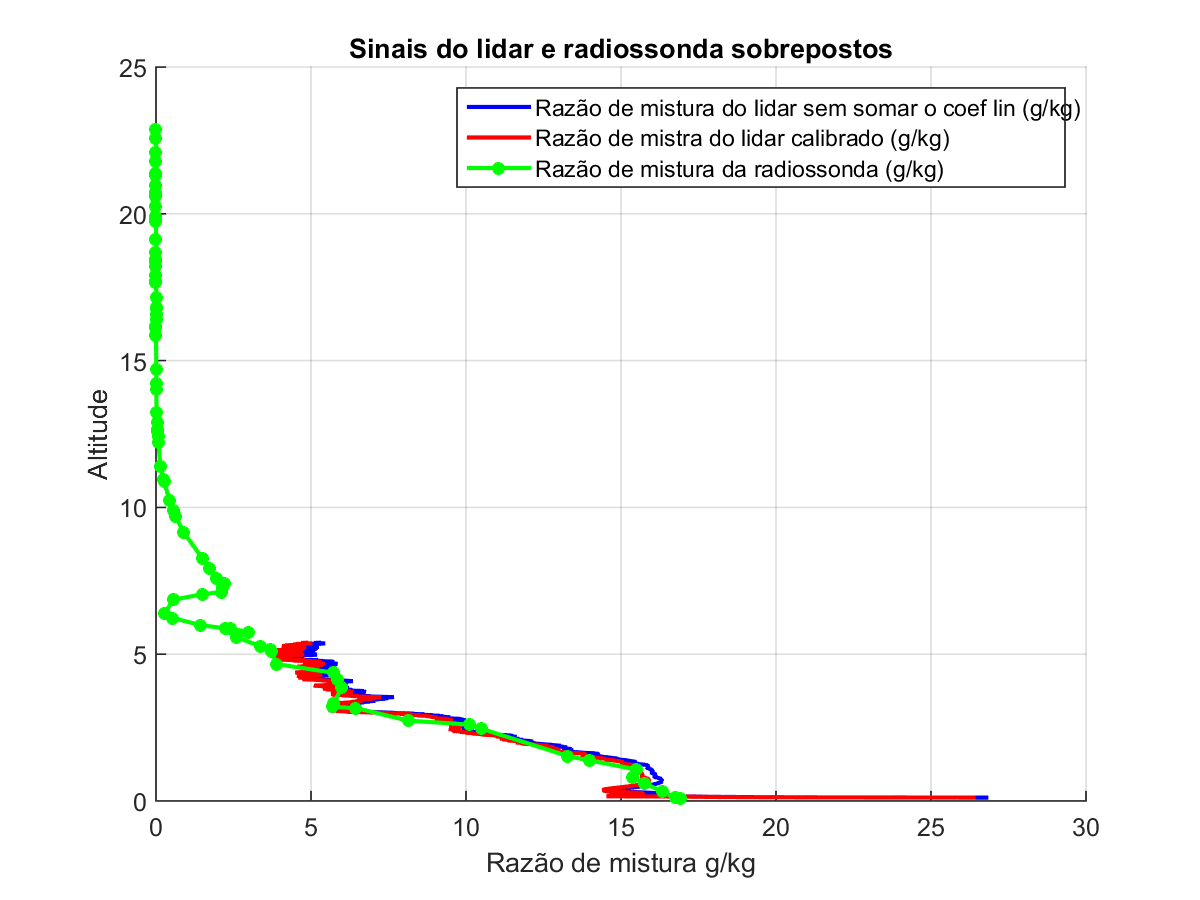 Sinais do lidar e radiossonda sobrepostos
Razão de mistura do lidar sem somar o coef lin (g/kg)
Razão de mistra do lidar calibrado (g/kg)
Razão de mistura da radiossonda (g/kg)
25
20
15
10
5
0
Altitude
0 5 10 15 20 25 30
Razão de mistura g/kg